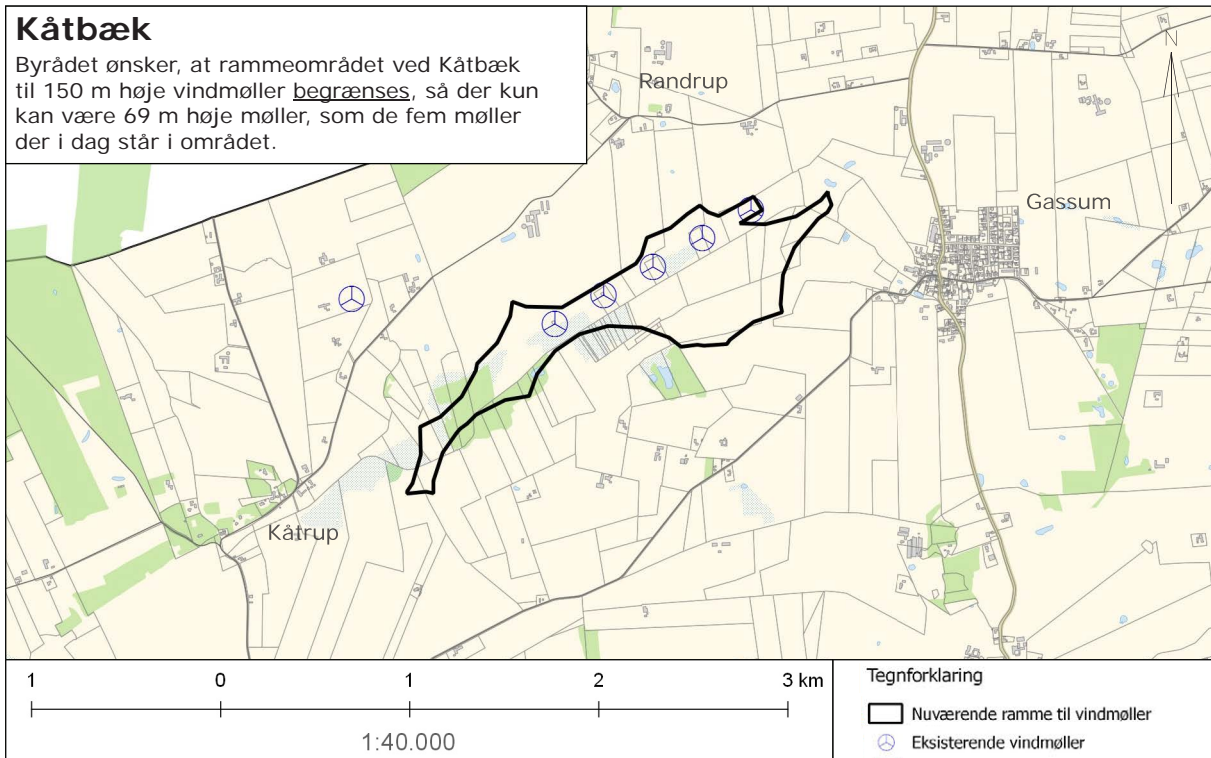 Kåtbæk
Byrådet ønsker, at rammeområdet ved Kåtbæk
til 150 m høje vindmøller begrænses, så der kun
kan være 69 m høje møller, som de fem møller
der i dag står i området.
N
Randrup
Gassum
Kåtrup
1 0 1 2 3 km
1:40.000
Tegnforklaring
Nuværende ramme til vindmøller
Eksisterende vindmøller